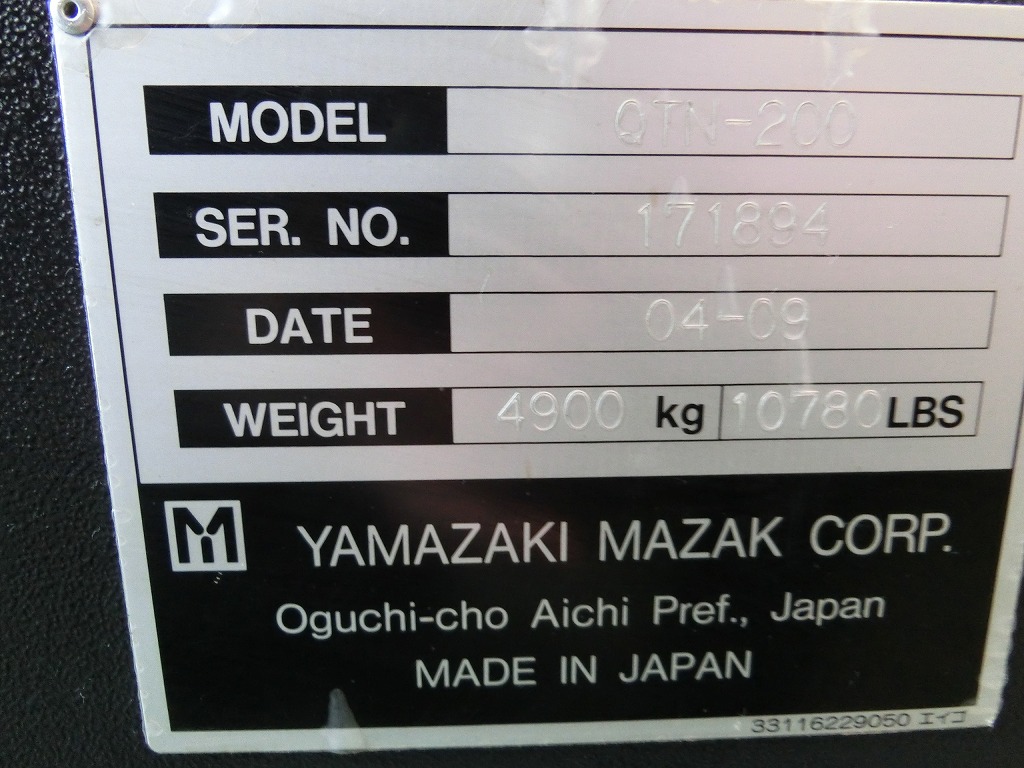 MODEL QTN-200
SER. NO. 171894
DATE 04-09
WEIGHT 4900 kg 10780 LBS
YAMAZAKI MAZAK CORP.
Oguchi-cho Aichi Pref., Japan
MADE IN JAPAN
33116229050 エイコ